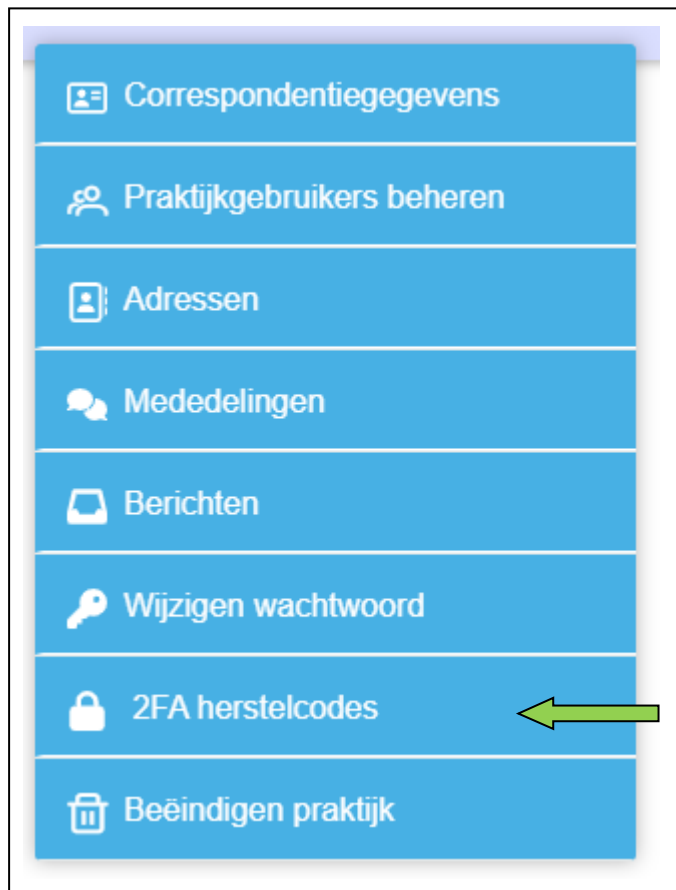 Correspondentiegegevens
Praktijkgebruikers beheren
Adressen
Mededelingen
Berichten
Wijzigen wachtwoord
2FA herstelcodes
Beëindigen praktijk